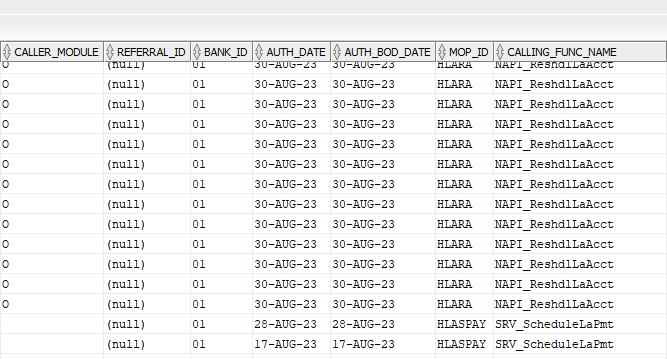 CALLER_MODULE REFERRAL_ID BANK_ID AUTH_DATE AUTH_BOD_DATE MOP_ID CALLING_FUNC_NAME
O (null) 01 30-AUG-23 30-AUG-23 HLARA NAPI_ReshdlLaAcct
O (null) 01 30-AUG-23 30-AUG-23 HLARA NAPI_ReshdlLaAcct
O (null) 01 30-AUG-23 30-AUG-23 HLARA NAPI_ReshdlLaAcct
O (null) 01 30-AUG-23 30-AUG-23 HLARA NAPI_ReshdlLaAcct
O (null) 01 30-AUG-23 30-AUG-23 HLARA NAPI_ReshdlLaAcct
O (null) 01 30-AUG-23 30-AUG-23 HLARA NAPI_ReshdlLaAcct
O (null) 01 30-AUG-23 30-AUG-23 HLARA NAPI_ReshdlLaAcct
O (null) 01 30-AUG-23 30-AUG-23 HLARA NAPI_ReshdlLaAcct
O (null) 01 30-AUG-23 30-AUG-23 HLARA NAPI_ReshdlLaAcct
O (null) 01 30-AUG-23 30-AUG-23 HLARA NAPI_ReshdlLaAcct
O (null) 01 30-AUG-23 30-AUG-23 HLARA NAPI_ReshdlLaAcct
O (null) 01 30-AUG-23 30-AUG-23 HLARA NAPI_ReshdlLaAcct
O (null) 01 30-AUG-23 30-AUG-23 HLARA NAPI_ReshdlLaAcct
(null) 01 28-AUG-23 28-AUG-23 HLASPAY SRV_ScheduleLaPmt
(null) 01 17-AUG-23 17-AUG-23 HLASPAY SRV_ScheduleLaPmt